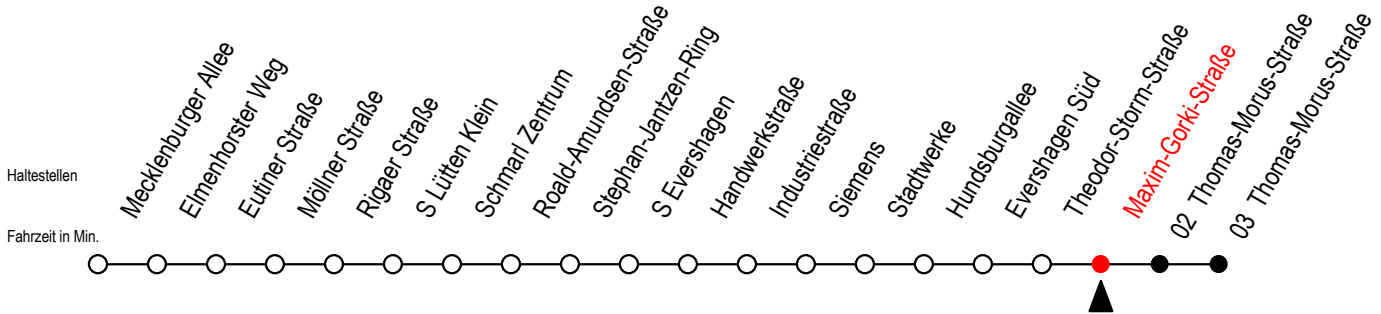 Haltestellen
Fahrzeit in Min.
Mecklenburger Allee
Elmenhorster Weg
Eutiner Straße
Möllner Straße
Rigaer Straße
S Lütten Klein
Schmarl Zentrum
Roald-Amundsen-Straße
Stephan-Jantzen-Ring
S Evershagen
Handwerkstraße
Industriestraße
Siemens
Stadtwerke
Hundsburgallee
Evershagen Süd
Theodor-Storm-Straße
Maxim-Gorki-Straße
02 Thomas-Morus-Straße
03 Thomas-Morus-Straße